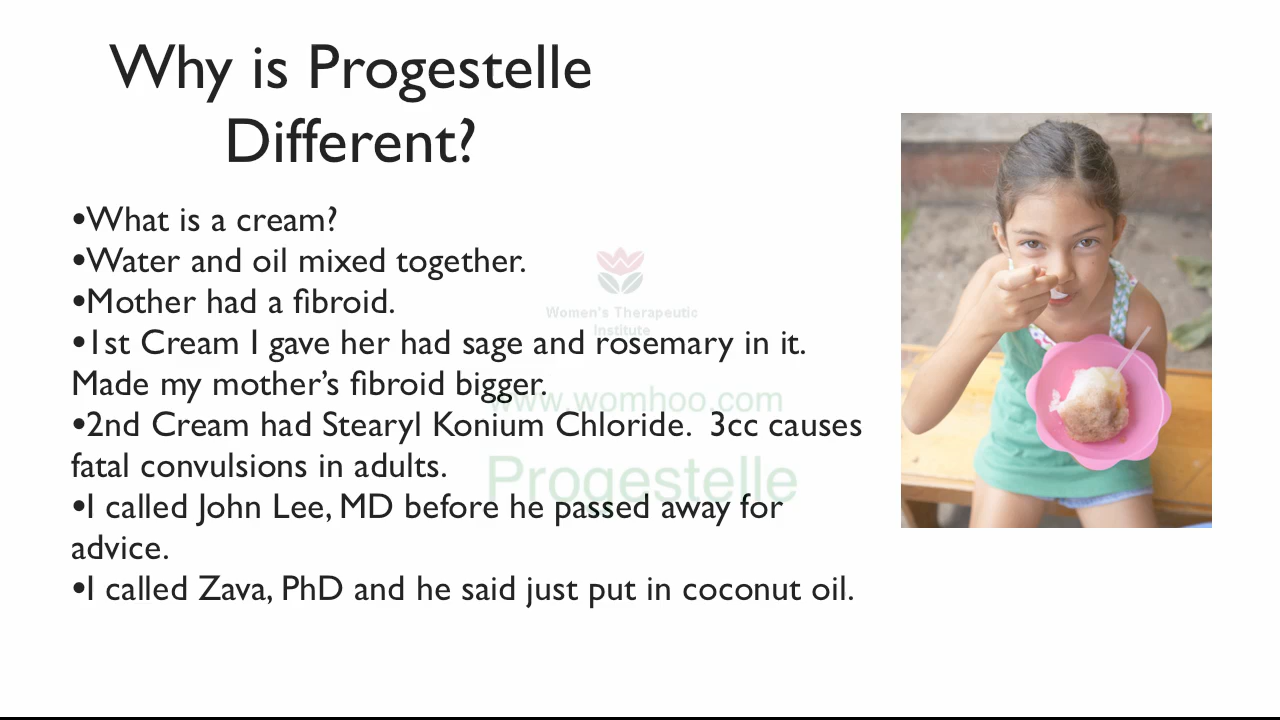 Why is Progestelle
Different?
•What is a cream?
•Water and oil mixed together.
•Mother had a fibroid.
Women's Therapeutic
Institute
•1st Cream I gave her had sage and rosemary in it.
Made my mother’s fibroid bigger.
www.womhoo.com
•2nd Cream had Stearyl Konium Chloride.  3cc causes
fatal convulsions in adults.
Progestelle
•I called John Lee, MD before he passed away for
advice.
•I called Zava, PhD and he said just put in coconut oil.